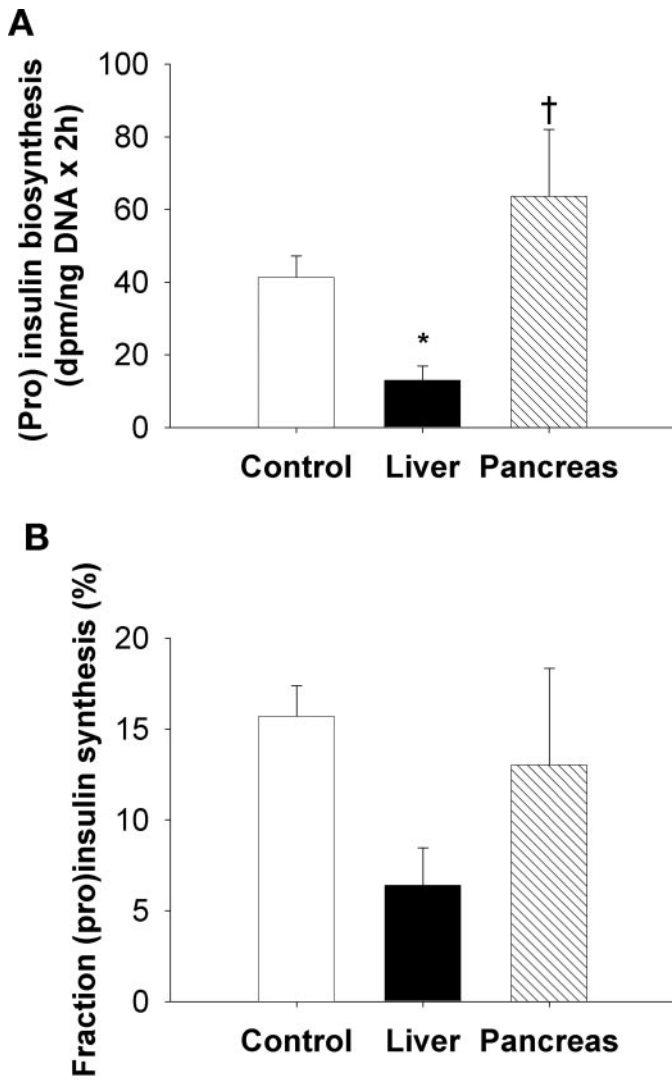 A
(Pro) insulin biosynthesis
(dpm/ng DNA x 2h)
100
80
60
40
20
0
*
†
Control Liver Pancreas
B
Fraction (pro)insulin synthesis (%)
20
15
10
5
0
Control Liver Pancreas